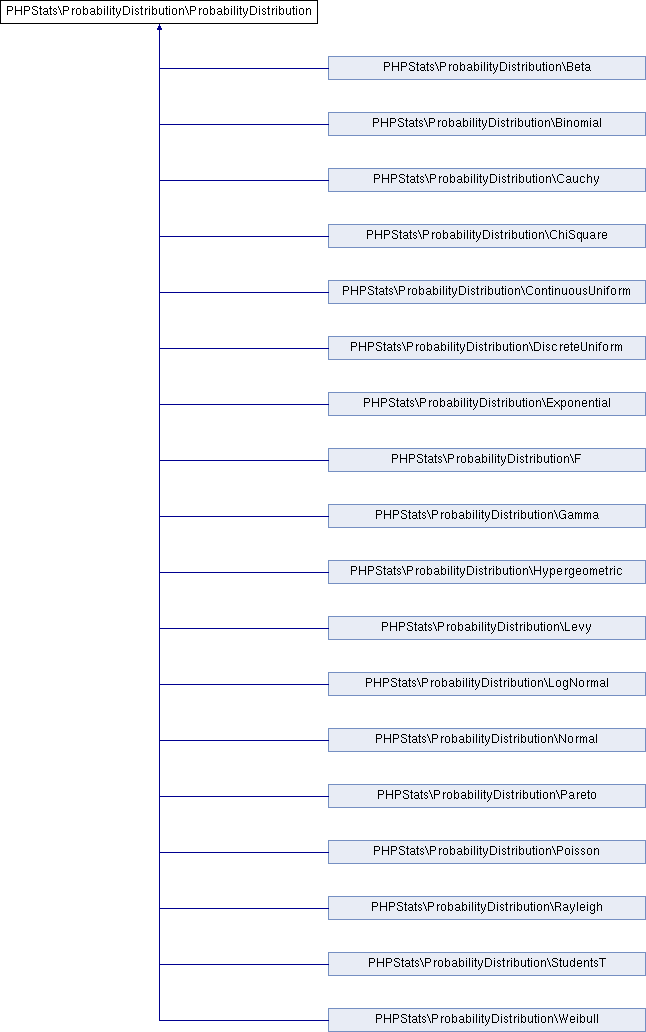 PHPStats\ProbabilityDistribution\ProbabilityDistribution
PHPStats\ProbabilityDistribution\Beta
PHPStats\ProbabilityDistribution\Binomial
PHPStats\ProbabilityDistribution\Cauchy
PHPStats\ProbabilityDistribution\ChiSquare
PHPStats\ProbabilityDistribution\ContinuousUniform
PHPStats\ProbabilityDistribution\DiscreteUniform
PHPStats\ProbabilityDistribution\Exponential
PHPStats\ProbabilityDistribution\F
PHPStats\ProbabilityDistribution\Gamma
PHPStats\ProbabilityDistribution\Hypergeometric
PHPStats\ProbabilityDistribution\Levy
PHPStats\ProbabilityDistribution\LogNormal
PHPStats\ProbabilityDistribution\Normal
PHPStats\ProbabilityDistribution\Pareto
PHPStats\ProbabilityDistribution\Poisson
PHPStats\ProbabilityDistribution\Rayleigh
PHPStats\ProbabilityDistribution\StudentsT
PHPStats\ProbabilityDistribution\Weibull